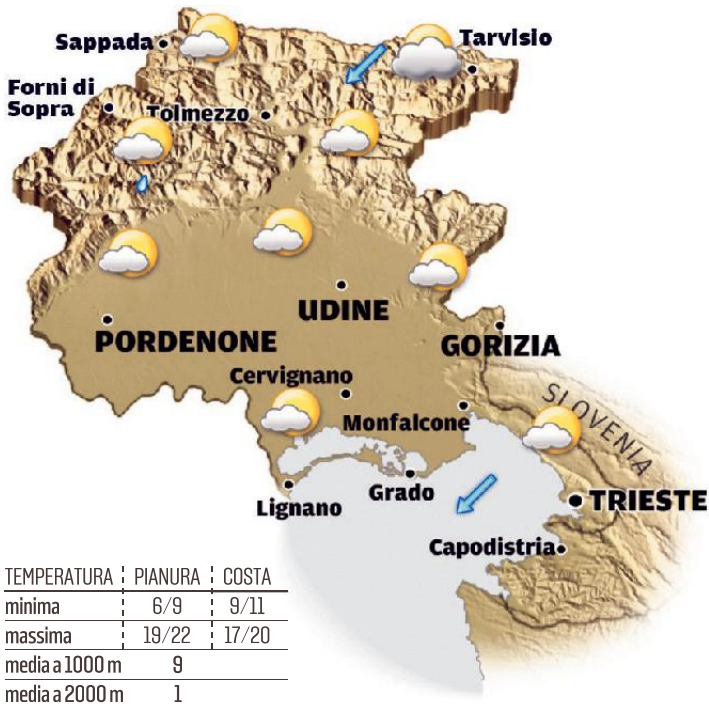 Sappada
Tarvisio
Forni di
Sopra
Tolmezzo
UDINE
PORDENONE
GORIZIA
Cervignano
SLOVENIA
Monfalcone
Lignano
Grado
TRIESTE
Capodistria
TEMPERATURA PIANURA COSTA
minima 6/9 9/11
massima 19/22 17/20
media a 1000 m 9
media a 2000 m 1